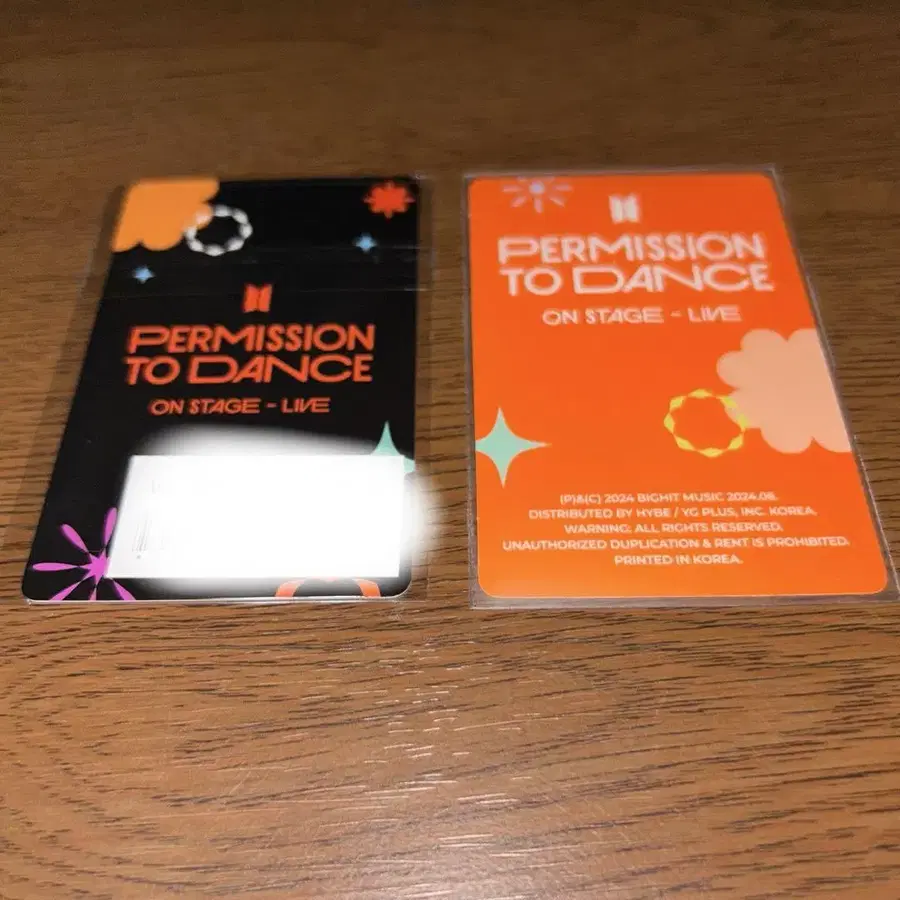 PERMISSION
TO DANCE
ON STAGE - LIVE
PERMISSION
TO DANCE
ON STAGE - LIVE
(P)&(C) 2024 BIGHIT MUSIC 2024.08.
DISTRIBUTED BY HYBE / YG PLUS, INC. KOREA.
WARNING: ALL RIGHTS RESERVED.
UNAUTHORIZED DUPLICATION & RENT IS PROHIBITED.
PRINTED IN KOREA.